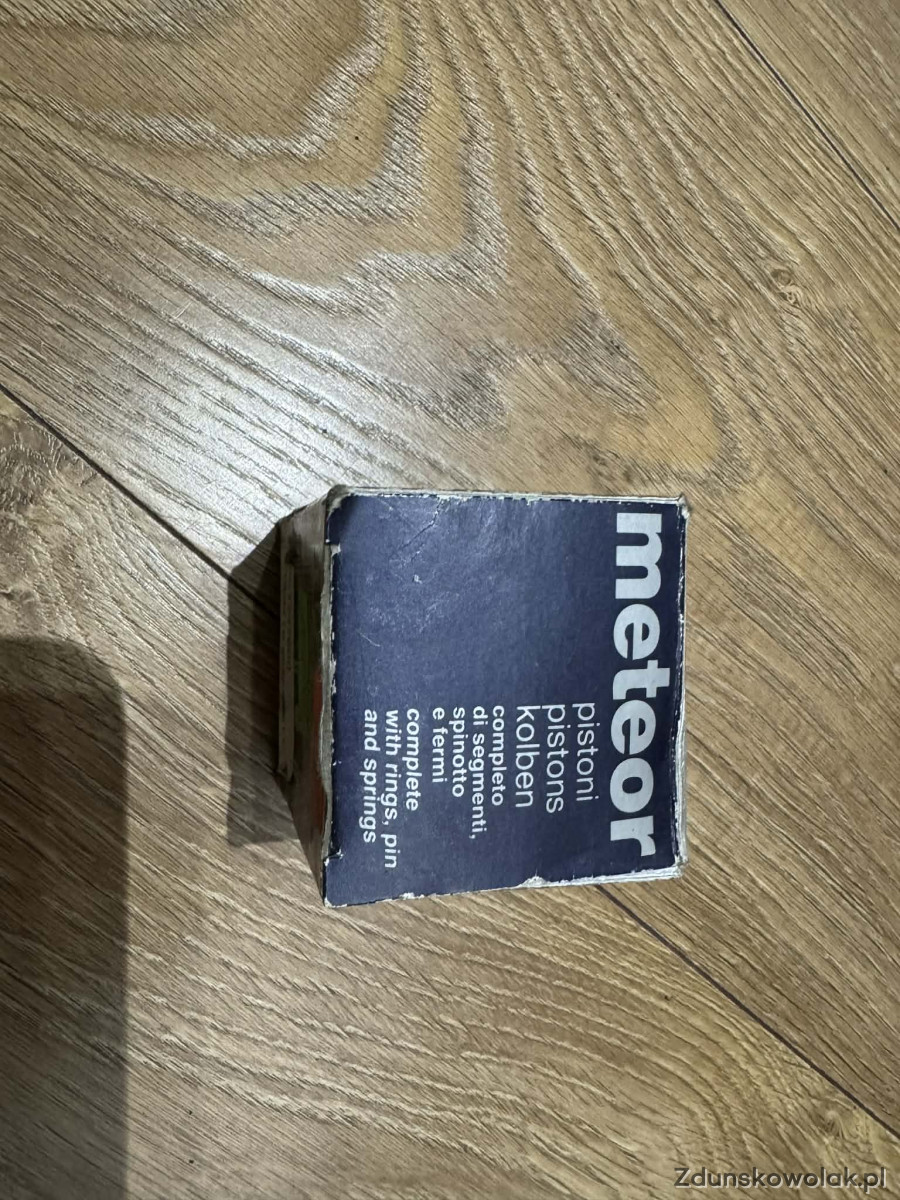 meteor
pistoni
pistons
kolben
completo
di segmenti,
spinotto
e fermi
complete
with rings, pin
and springs
Zdunskowolak.pl